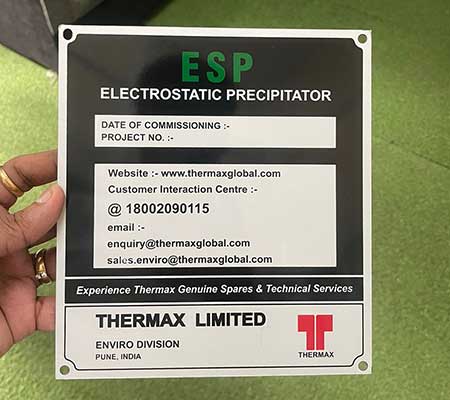 ESP
ELECTROSTATIC PRECIPITATOR
DATE OF COMMISSIONING :-
PROJECT NO. :-
Website :- www.thermaxglobal.com
Customer Interaction Centre :-
@ 18002090115
email :-
enquiry@thermaxglobal.com
sales.enviro@thermaxglobal.com
Experience Thermax Genuine Spares & Technical Services
THERMAX LIMITED
ENVIRO DIVISION
PUNE, INDIA
THERMAX